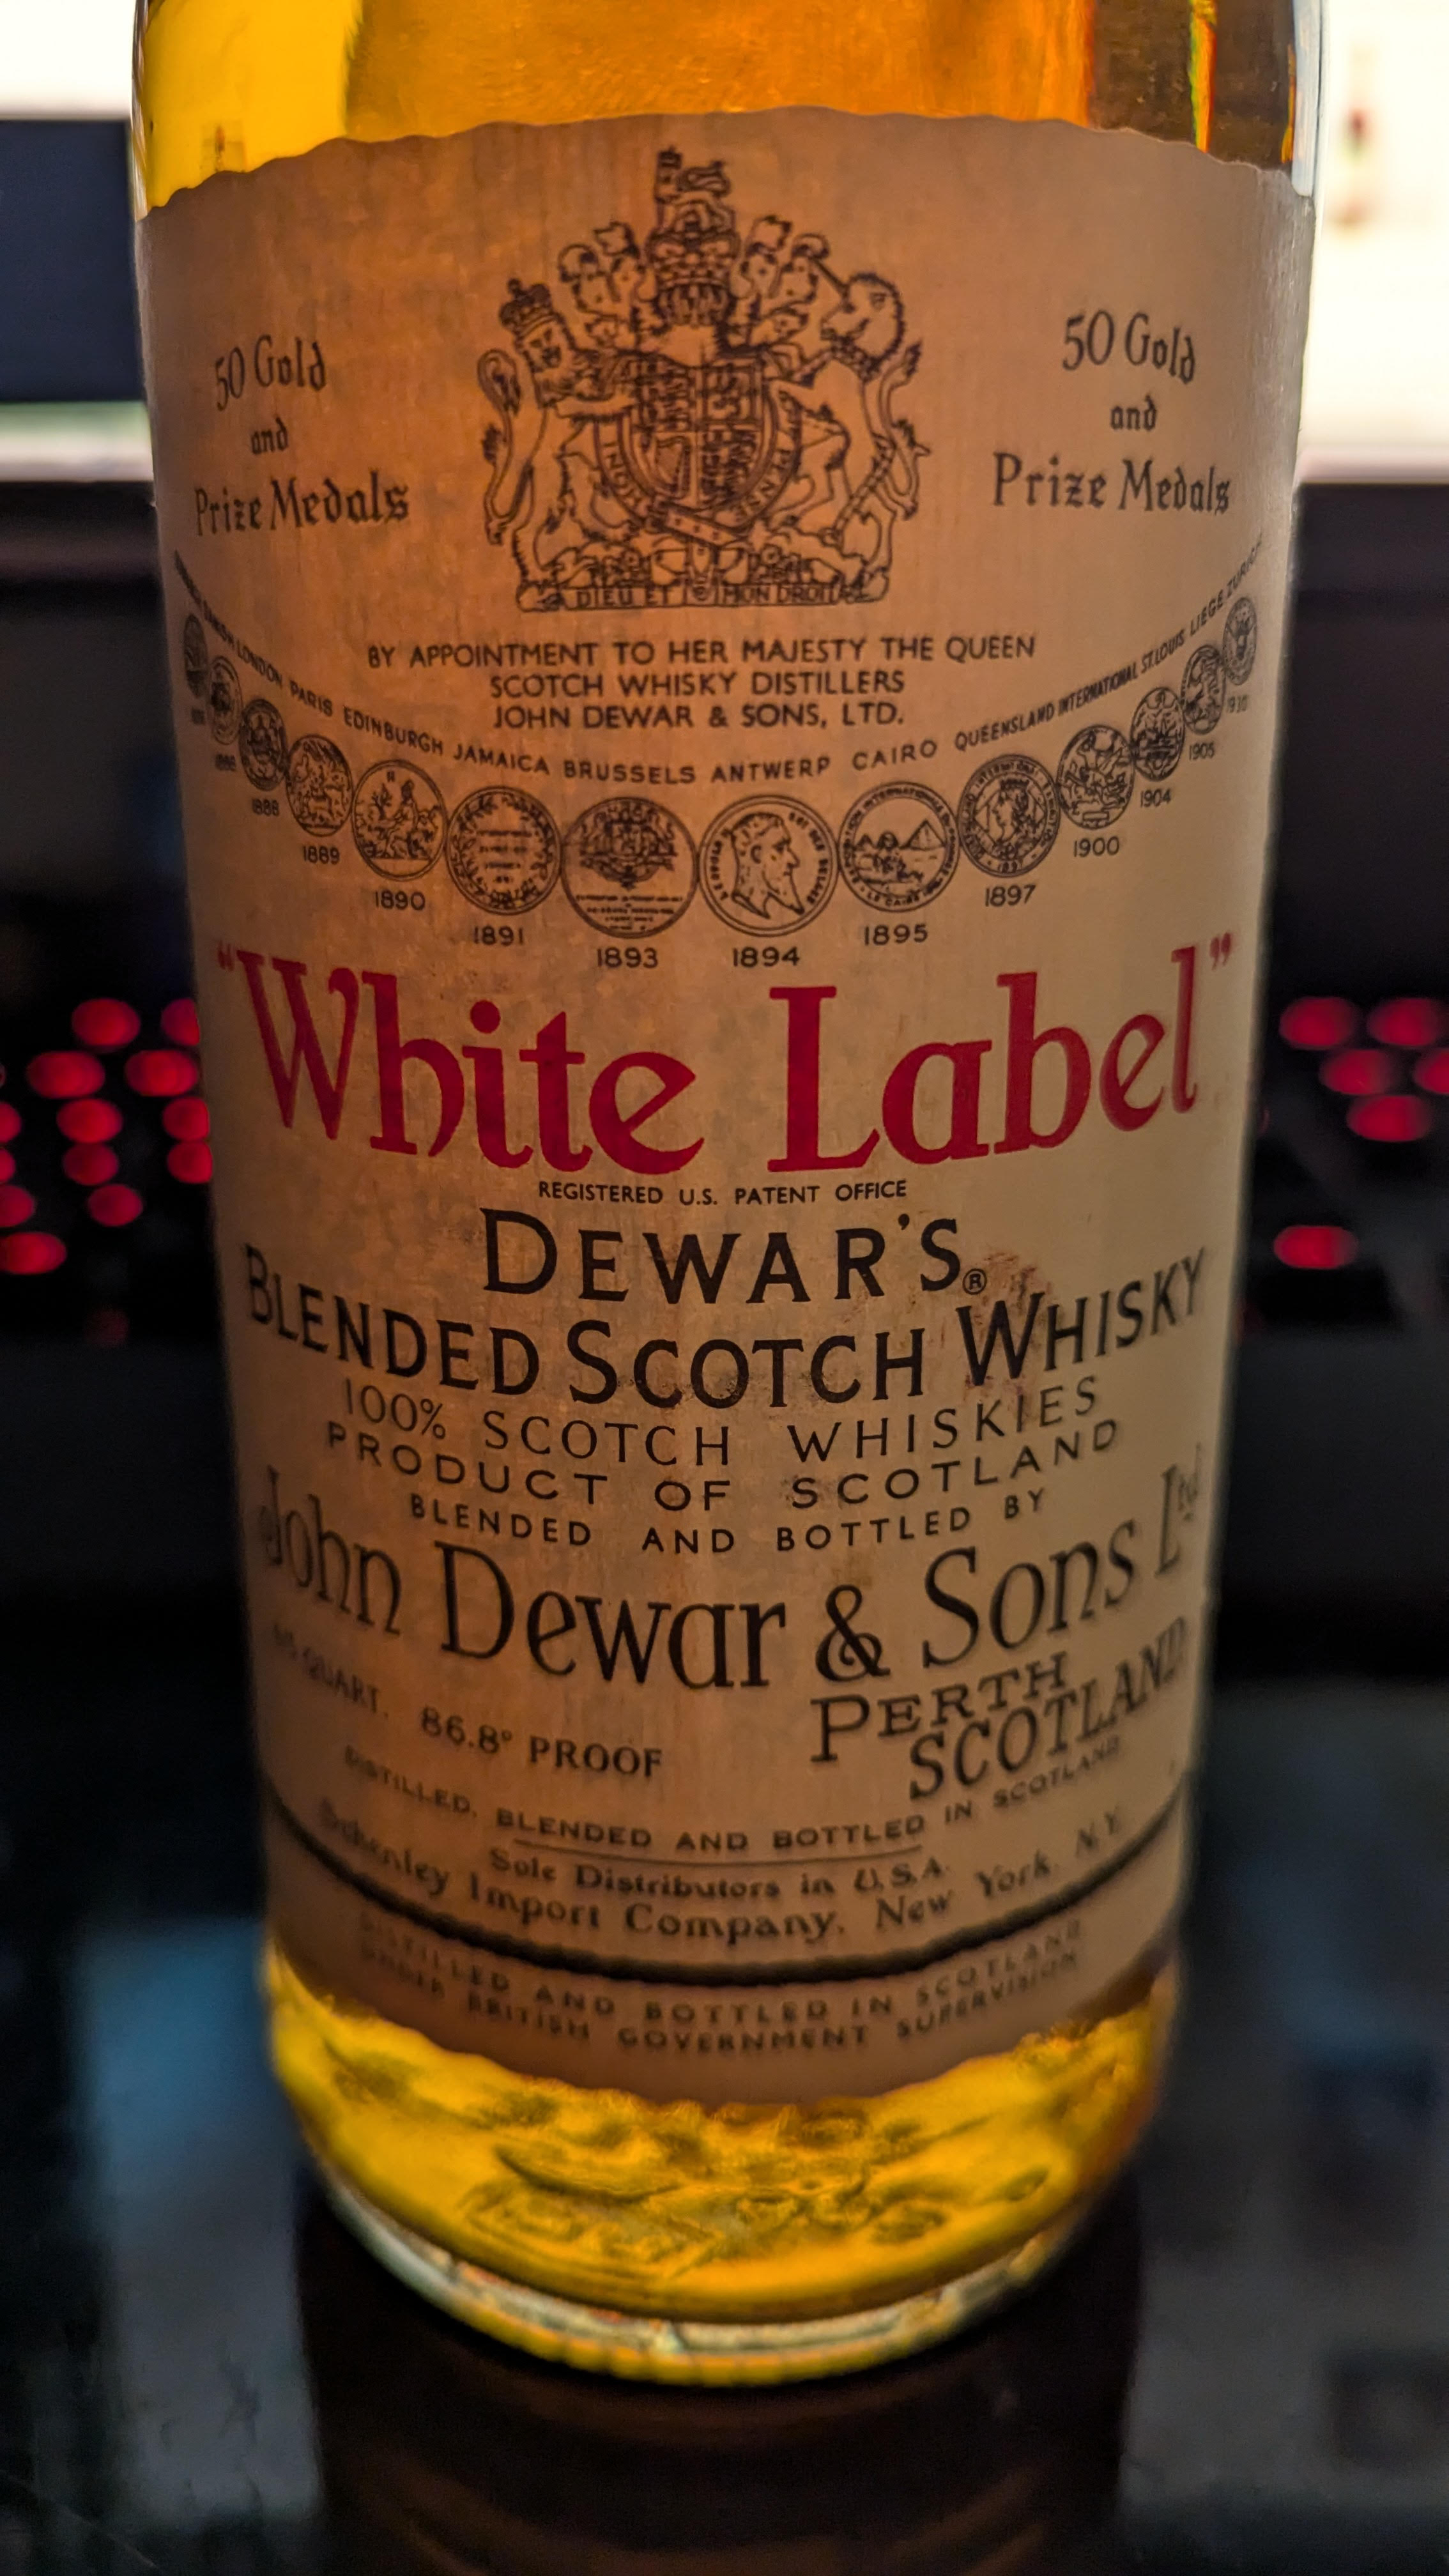 50 Gold
and
Prize Medals
50 Gold
and
Prize Medals
DIEU ET MON DROIT
BY APPOINTMENT TO HER MAJESTY THE QUEEN
SCOTCH WHISKY DISTILLERS
JOHN DEWAR & SONS, LTD.
LONDON PARIS EDINBURGH JAMAICA BRUSSELS ANTWERP CAIRO QUEENSLAND INTERNATIONAL ST.LOUIS LIEGE ZURICH
1888 1889 1890 1891 1893 1894 1895 1897 1900 1904 1905 1930
"White Label"
REGISTERED U.S. PATENT OFFICE
DEWAR'S®
BLENDED SCOTCH WHISKY
100% SCOTCH WHISKIES
PRODUCT OF SCOTLAND
BLENDED AND BOTTLED BY
John Dewar & Sons Ltd
PERTH
SCOTLAND
4/5 QUART. 86.8° PROOF
DISTILLED, BLENDED AND BOTTLED IN SCOTLAND
Sole Distributors in U.S.A.
Schenley Import Company, New York, N.Y.
DISTILLED AND BOTTLED IN SCOTLAND
UNDER BRITISH GOVERNMENT SUPERVISION